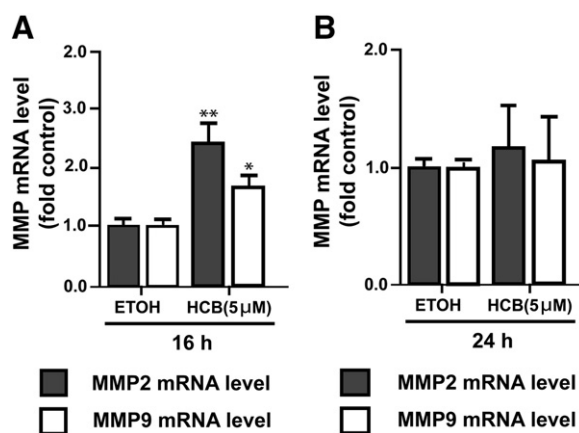 A
MMP mRNA level
(fold control)
2.0
3.0
2.0
1.0
0.0
**
*
ETOH HCB(5μM)
16 h
MMP2 mRNA level
MMP9 mRNA level
B
MMP mRNA level
(fold control)
2.0
1.0
0.0
ETOH HCB(5μM)
24 h
MMP2 mRNA level
MMP9 mRNA level